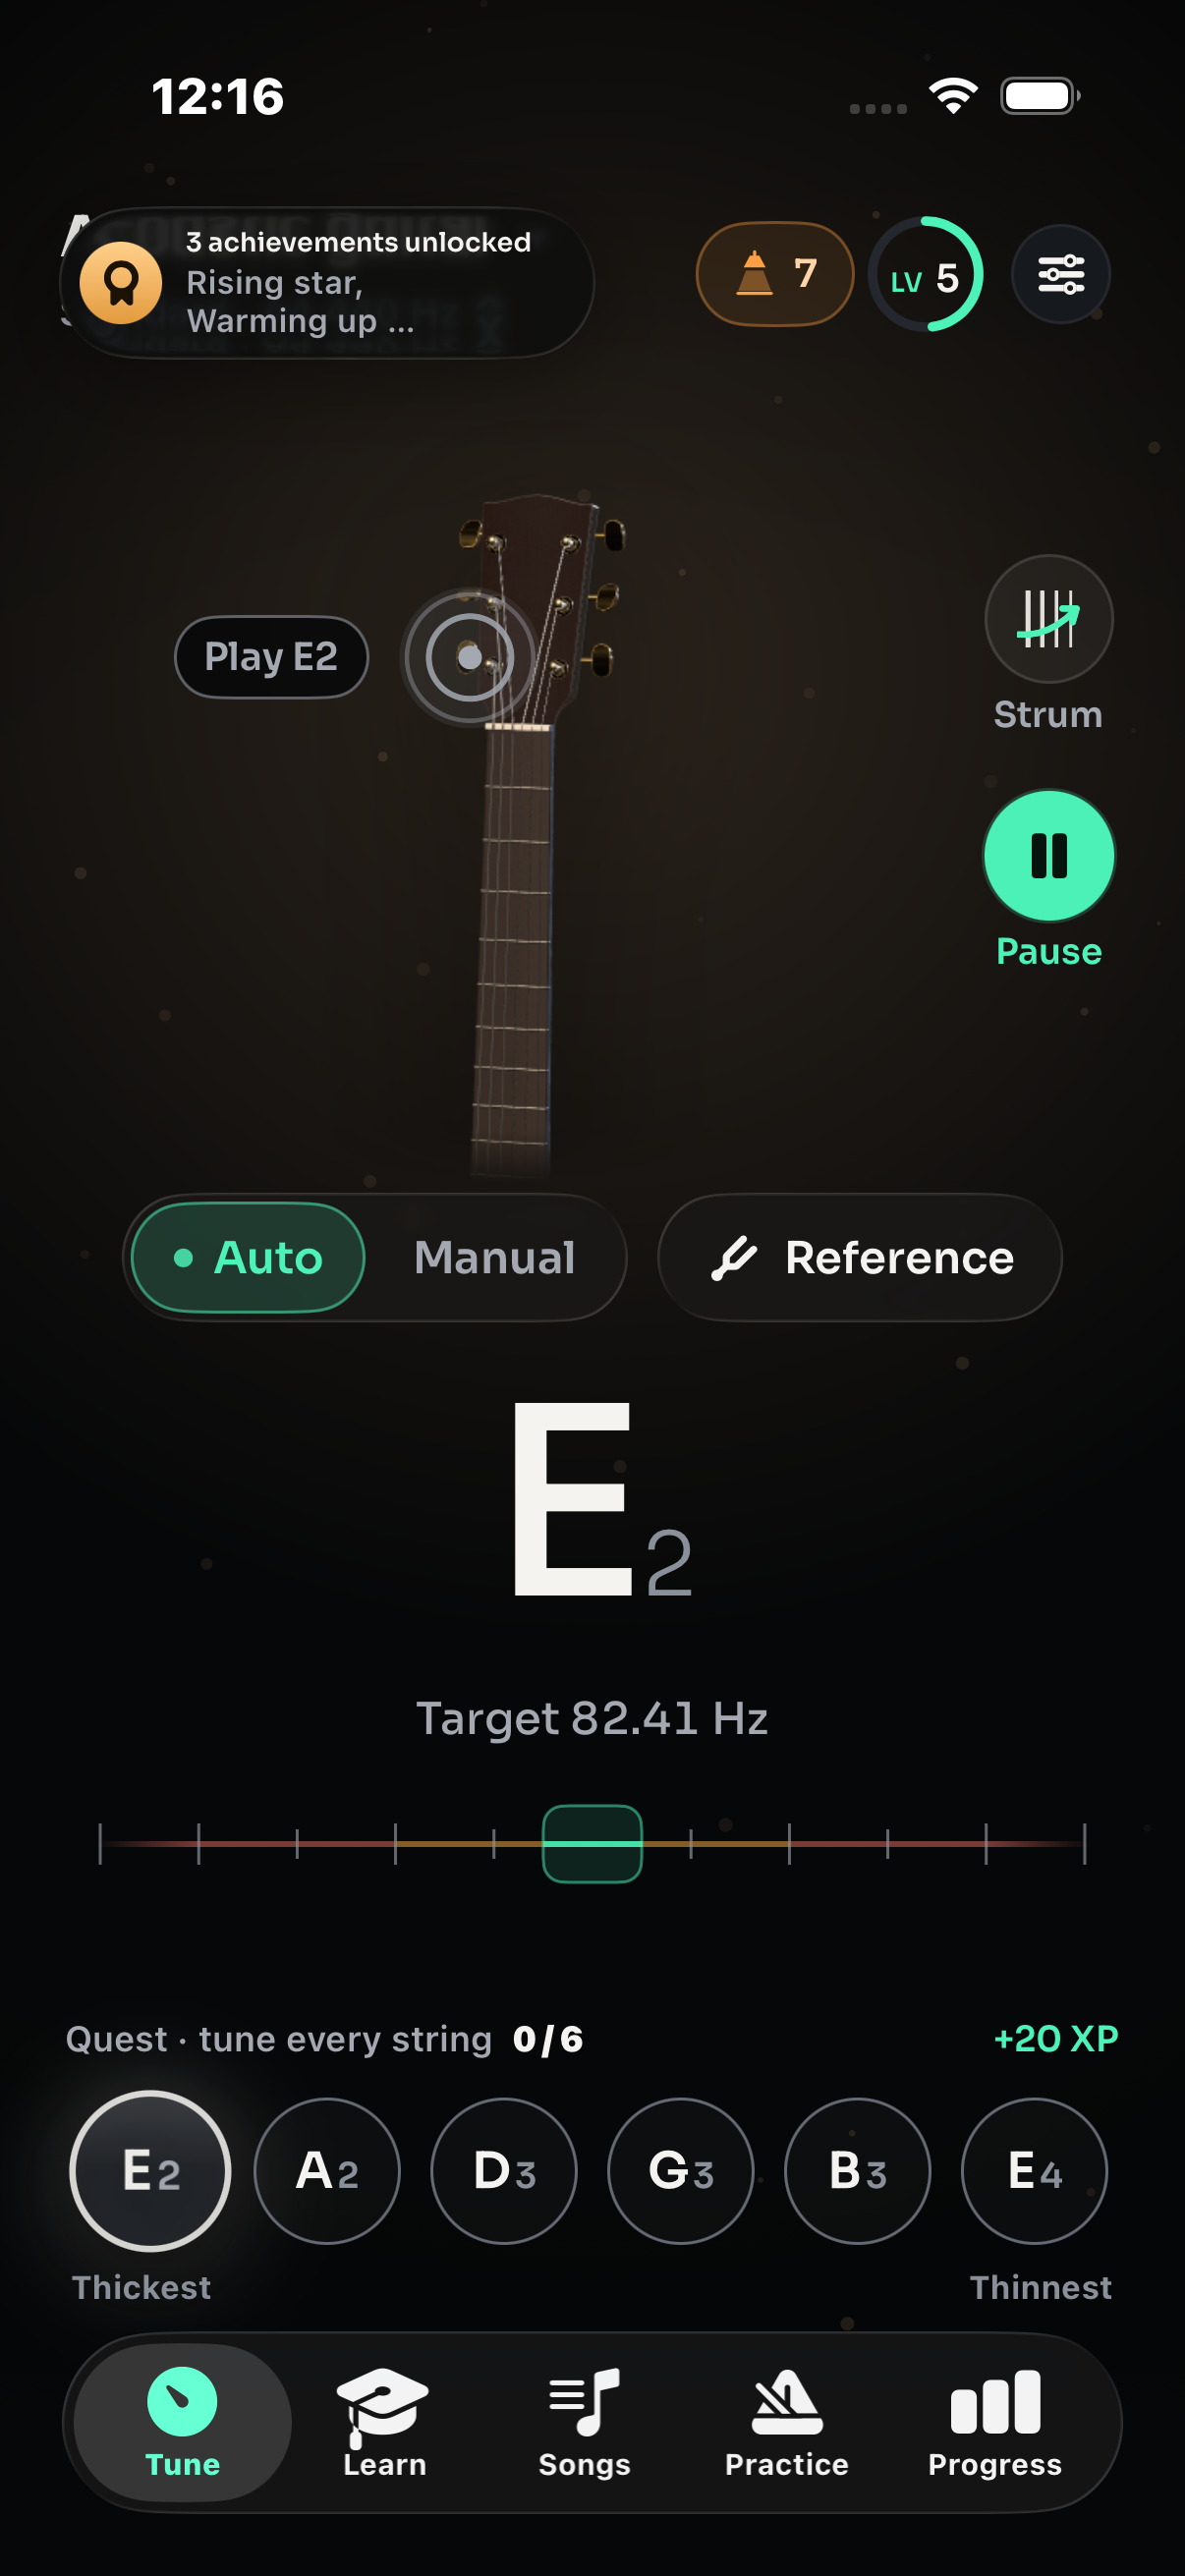 12:16
3 achievements unlocked
Rising star,
Warming up ...
7
LV 5
Play E2
Strum
Pause
Auto
Manual
Reference
E2
Target 82.41 Hz
Quest · tune every string 0/6
+20 XP
E2
A2
D3
G3
B3
E4
Thickest
Thinnest
Tune
Learn
Songs
Practice
Progress